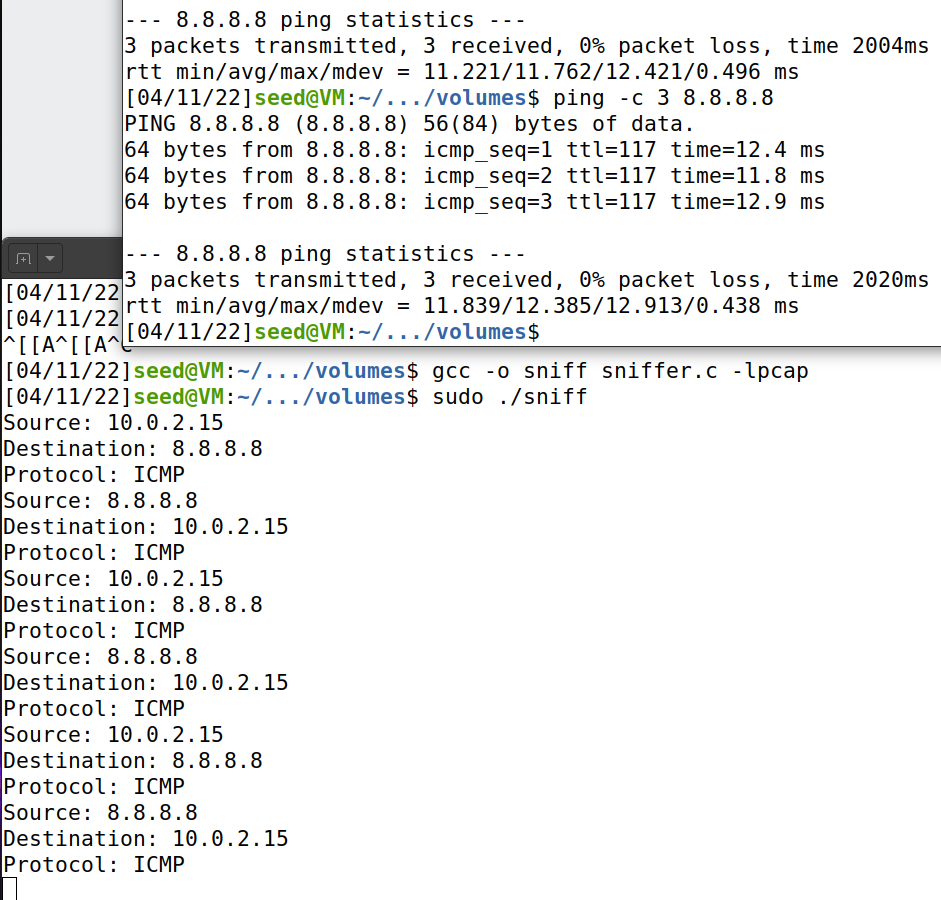 --- 8.8.8.8 ping statistics ---
3 packets transmitted, 3 received, 0% packet loss, time 2004ms
rtt min/avg/max/mdev = 11.221/11.762/12.421/0.496 ms
[04/11/22]seed@VM:~/.../volumes$ ping -c 3 8.8.8.8
PING 8.8.8.8 (8.8.8.8) 56(84) bytes of data.
64 bytes from 8.8.8.8: icmp_seq=1 ttl=117 time=12.4 ms
64 bytes from 8.8.8.8: icmp_seq=2 ttl=117 time=11.8 ms
64 bytes from 8.8.8.8: icmp_seq=3 ttl=117 time=12.9 ms
--- 8.8.8.8 ping statistics ---
3 packets transmitted, 3 received, 0% packet loss, time 2020ms
rtt min/avg/max/mdev = 11.839/12.385/12.913/0.438 ms
[04/11/22]seed@VM:~/.../volumes$
[04/11/22
[04/11/22
^[[A^[[A^C
[04/11/22]seed@VM:~/.../volumes$ gcc -o sniff sniffer.c -lpcap
[04/11/22]seed@VM:~/.../volumes$ sudo ./sniff
Source: 10.0.2.15
Destination: 8.8.8.8
Protocol: ICMP
Source: 8.8.8.8
Destination: 10.0.2.15
Protocol: ICMP
Source: 10.0.2.15
Destination: 8.8.8.8
Protocol: ICMP
Source: 8.8.8.8
Destination: 10.0.2.15
Protocol: ICMP
Source: 10.0.2.15
Destination: 8.8.8.8
Protocol: ICMP
Source: 8.8.8.8
Destination: 10.0.2.15
Protocol: ICMP